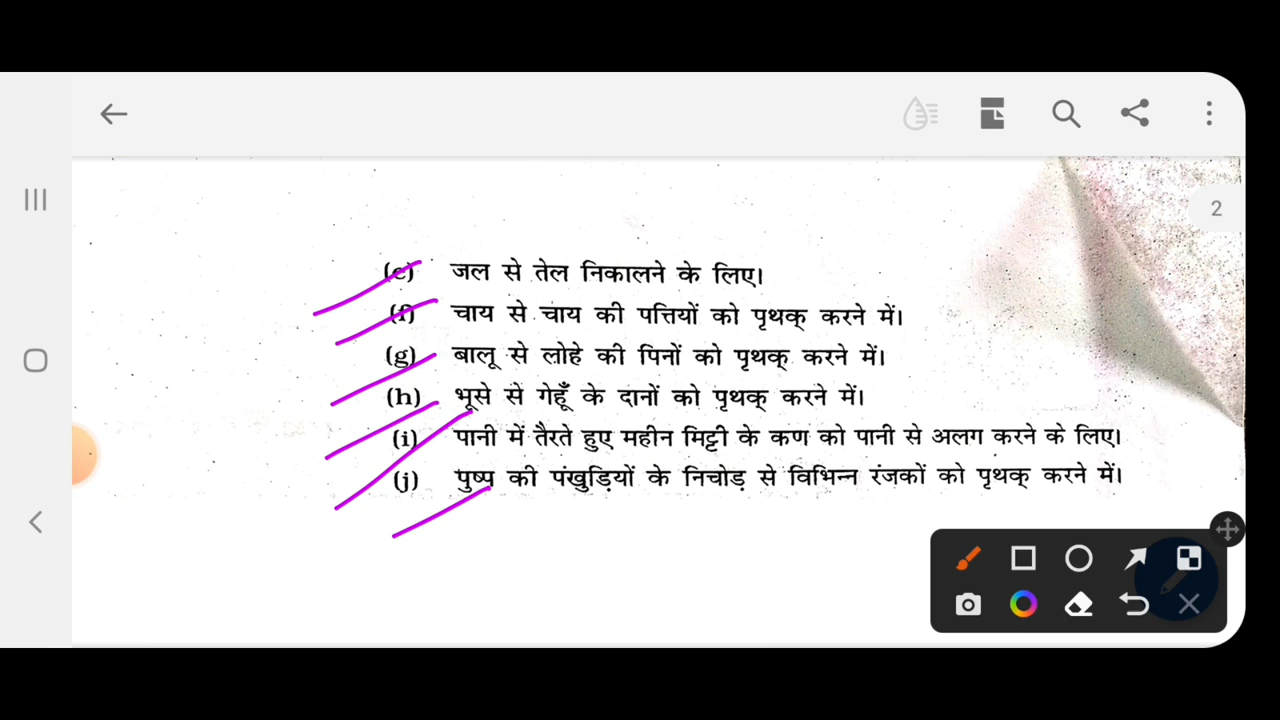 2
(e) जल से तेल निकालने के लिए।
(f) चाय से चाय की पत्तियों को पृथक् करने में।
(g) बालू से लोहे की पिनों को पृथक् करने में।
(h) भूसे से गेहूँ के दानों को पृथक् करने में।
(i) पानी में तैरते हुए महीन मिट्टी के कण को पानी से अलग करने के लिए।
(j) पुष्प की पंखुड़ियों के निचोड़ से विभिन्न रंजकों को पृथक् करने में।